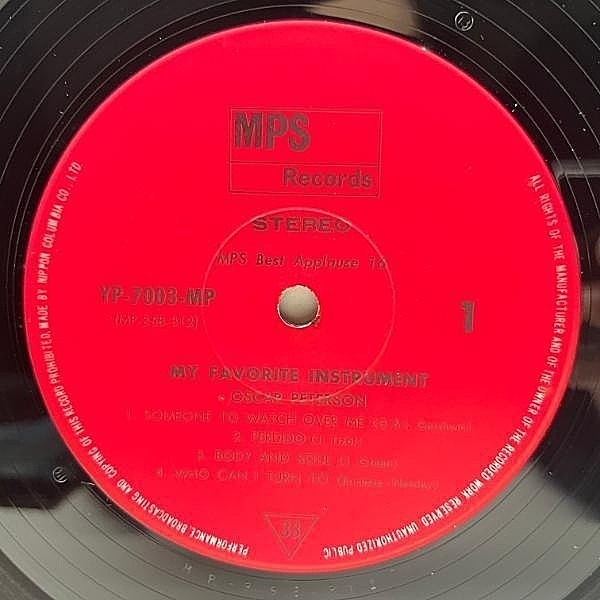 MPS
Records
STEREO
MPS Best Applause 16
YP-7003-MP
1
MY FAVORITE INSTRUMENT
OSCAR PETERSON
1. SOMEONE TO WATCH OVER ME (G & I. Gershwin)
2. PERDIDO (J. Tizol)
3. BODY AND SOUL (J. Green)
4. WHO CAN I TURN TO
33
ALL RIGHTS OF THE MANUFACTURER AND OF THE OWNER OF THE RECORDED WORK RESERVED UNAUTHORIZED PUBLIC
PERFORMANCE, BROADCASTING AND COPYING OF THIS RECORD PROHIBITED. MADE BY NIPPON COLUMBIA CO., LTD